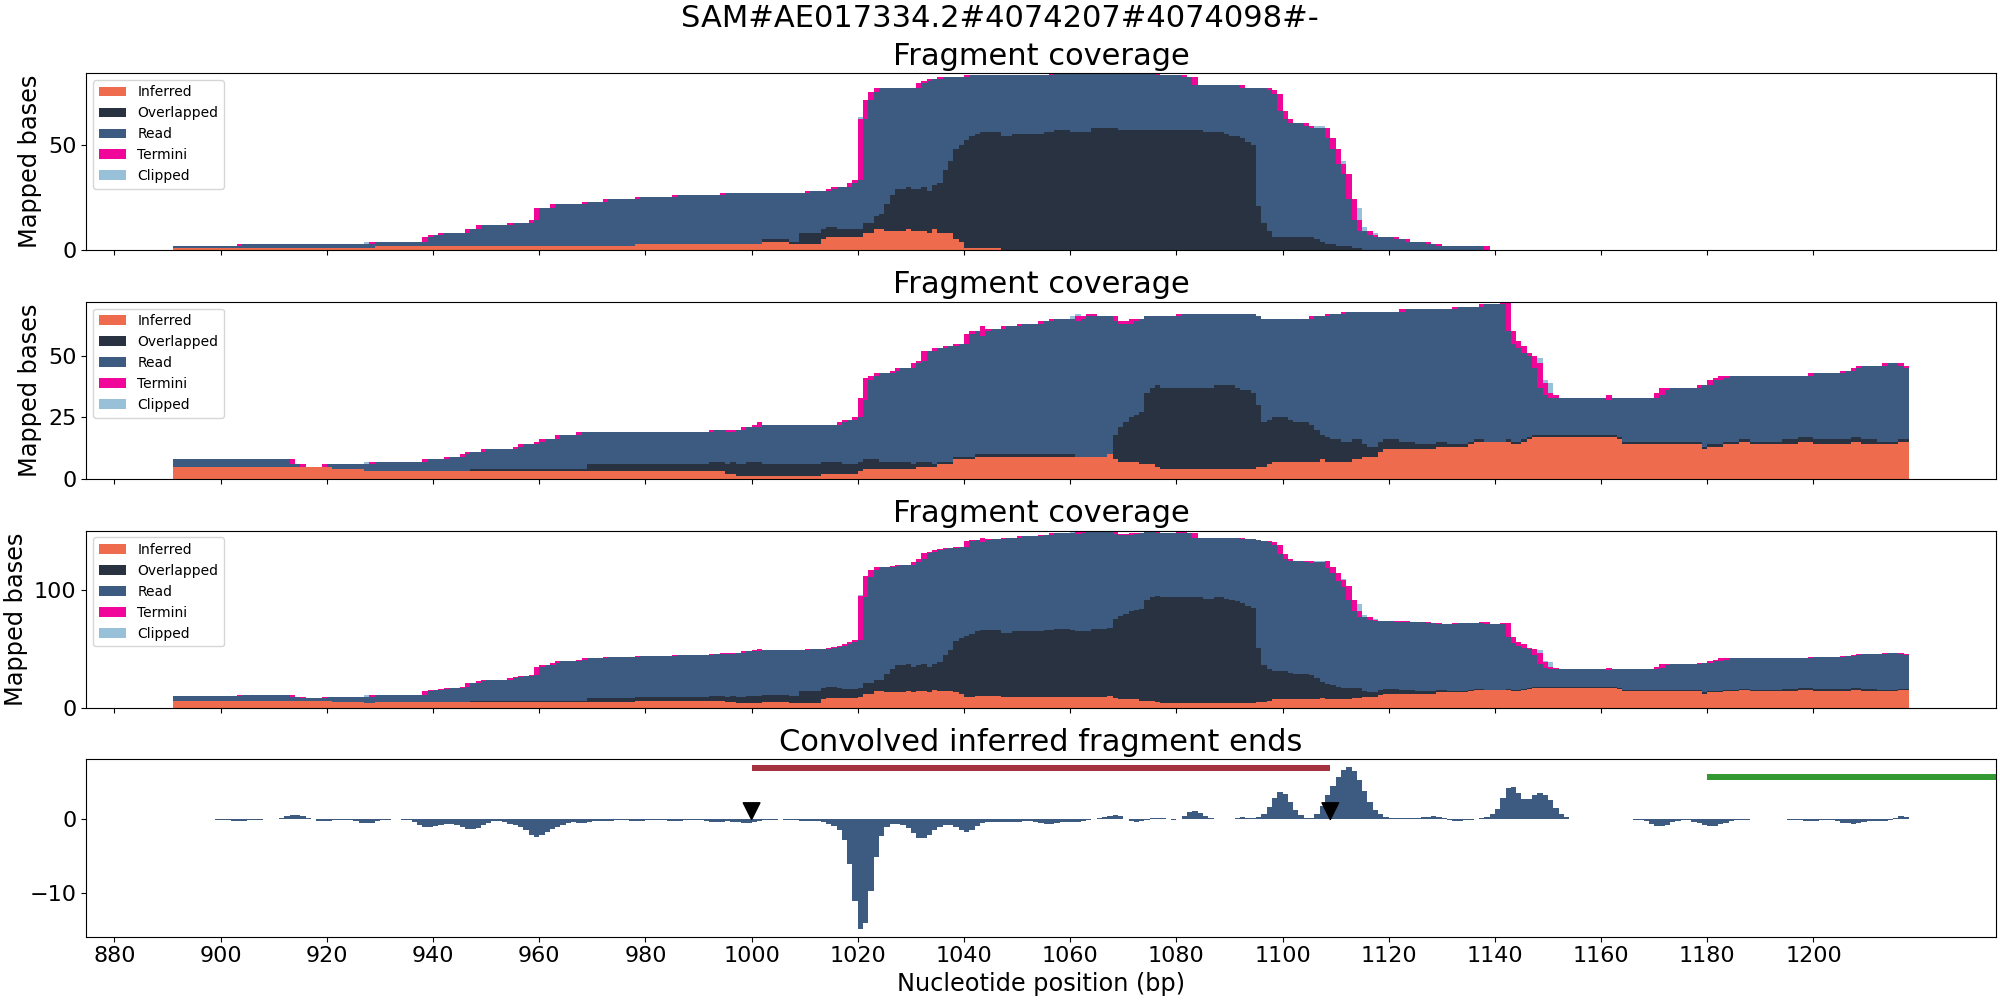 SAM#AE017334.2#4074207#4074098#-
Fragment coverage
Mapped bases
50
0
Inferred
Overlapped
Read
Termini
Clipped
Fragment coverage
Mapped bases
50
25
0
Inferred
Overlapped
Read
Termini
Clipped
Fragment coverage
Mapped bases
100
0
Inferred
Overlapped
Read
Termini
Clipped
Convolved inferred fragment ends
0
−10
880 900 920 940 960 980 1000 1020 1040 1060 1080 1100 1120 1140 1160 1180 1200
Nucleotide position (bp)